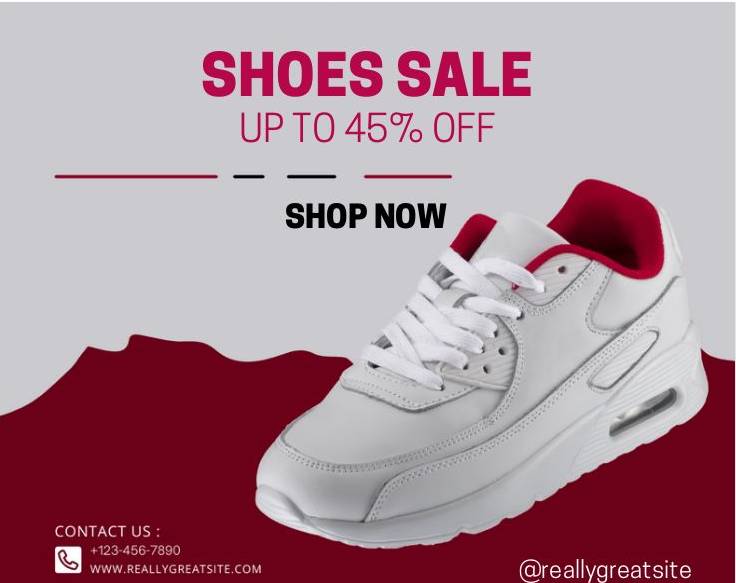 SHOES SALE
UP TO 45% OFF
SHOP NOW
CONTACT US :
+123-456-7890
WWW.REALLYGREATSITE.COM
@reallygreatsite